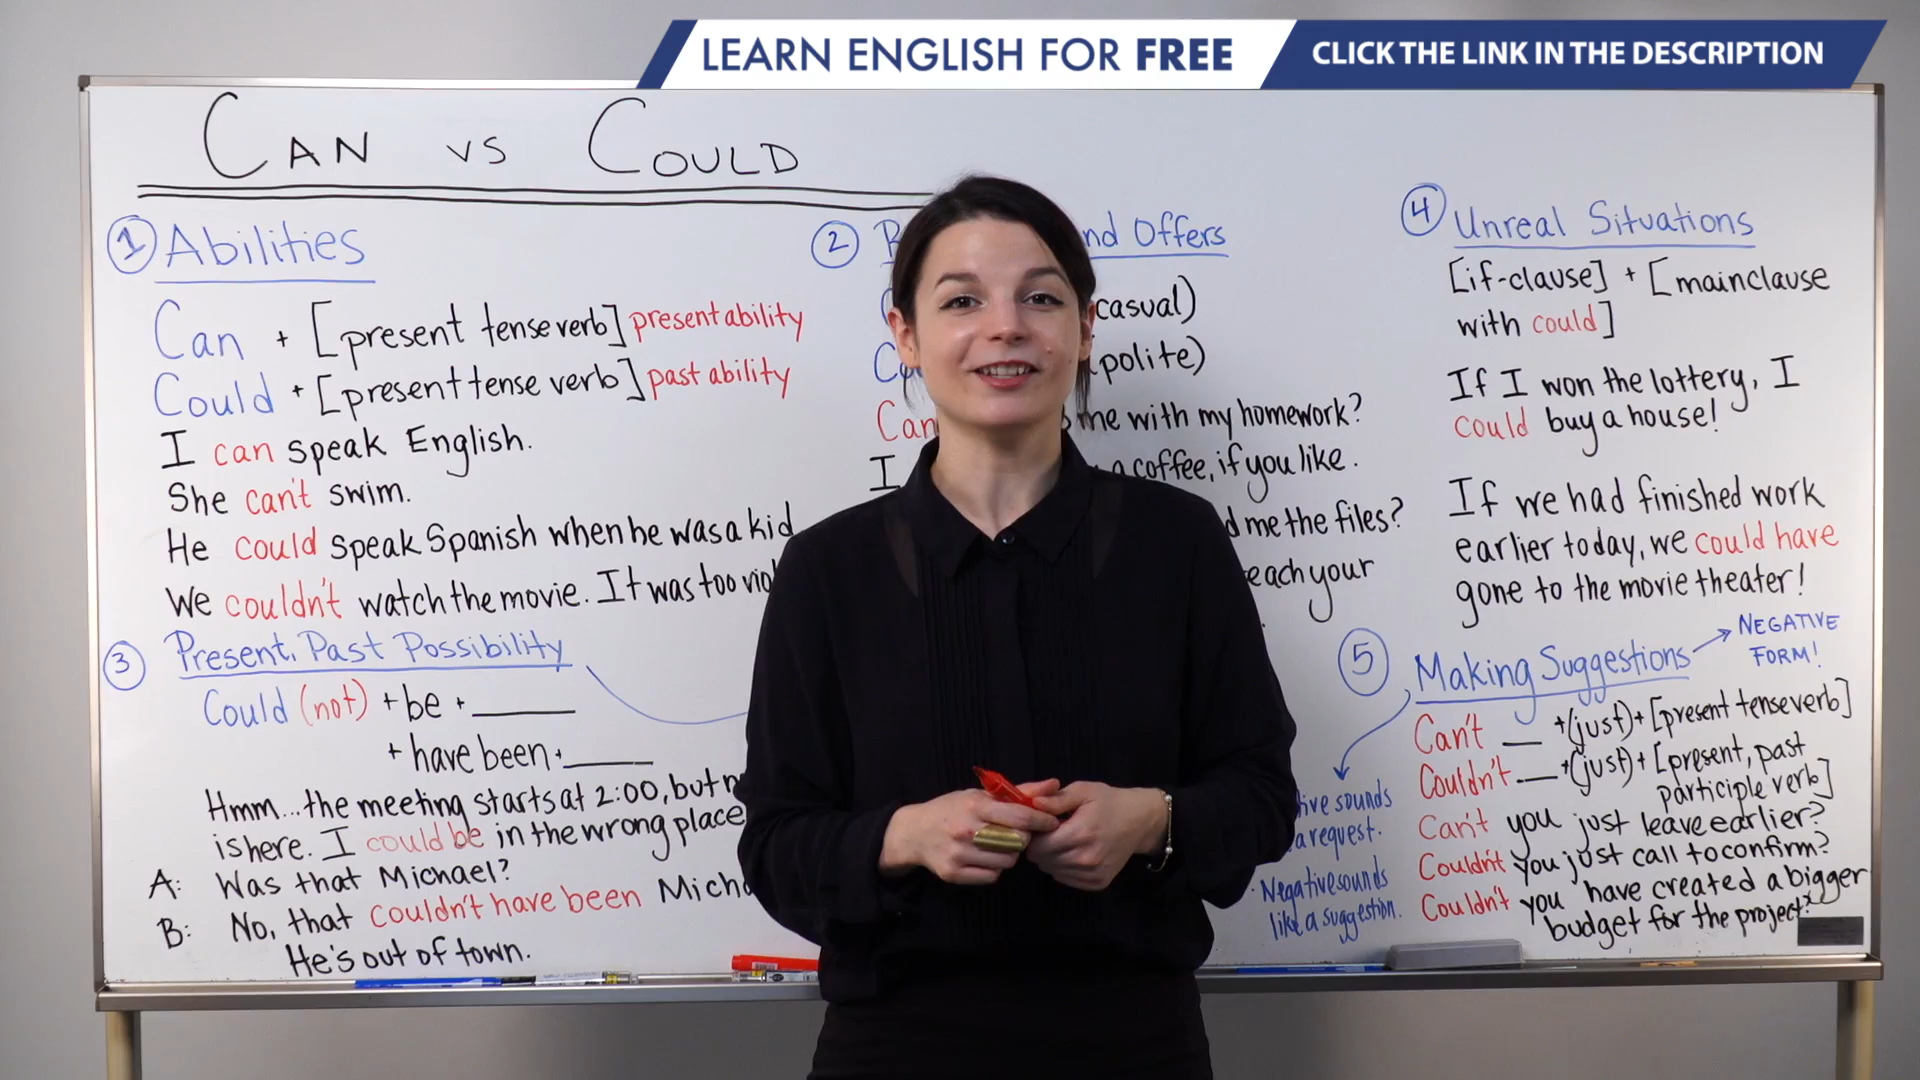 LEARN ENGLISH FOR FREE
CLICK THE LINK IN THE DESCRIPTION
CAN VS COULD
1 Abilities
Can + [present tense verb] present ability
Could + [present tense verb] past ability
I can speak English.
She can't swim.
He could speak Spanish when he was a kid
We couldn't watch the movie. It was too
2 and Offers
casual)
(polite)
Can me with my homework?
I a coffee, if you like.
me the files?
your
3 Present, Past Possibility
Could (not) + be + ____
+ have been + ____
Hmm...the meeting starts at 2:00, but
is here. I could be in the wrong place
A: Was that Michael?
B: No, that couldn't have been
He's out of town.
4 Unreal Situations
[if-clause] + [mainclause
with could]
If I won the lottery, I
could buy a house!
If we had finished work
earlier today, we could have
gone to the movie theater!
5 Making Suggestions → NEGATIVE
FORM!
Can't __ + (just) + [present tense verb]
Couldn't __ + (just) + [present, past
participle verb]
Can't you just leave earlier?
Couldn't you just call to confirm?
Couldn't you have created a bigger
budget for the project?
sounds
a request.
· Negative sounds
like a suggestion.